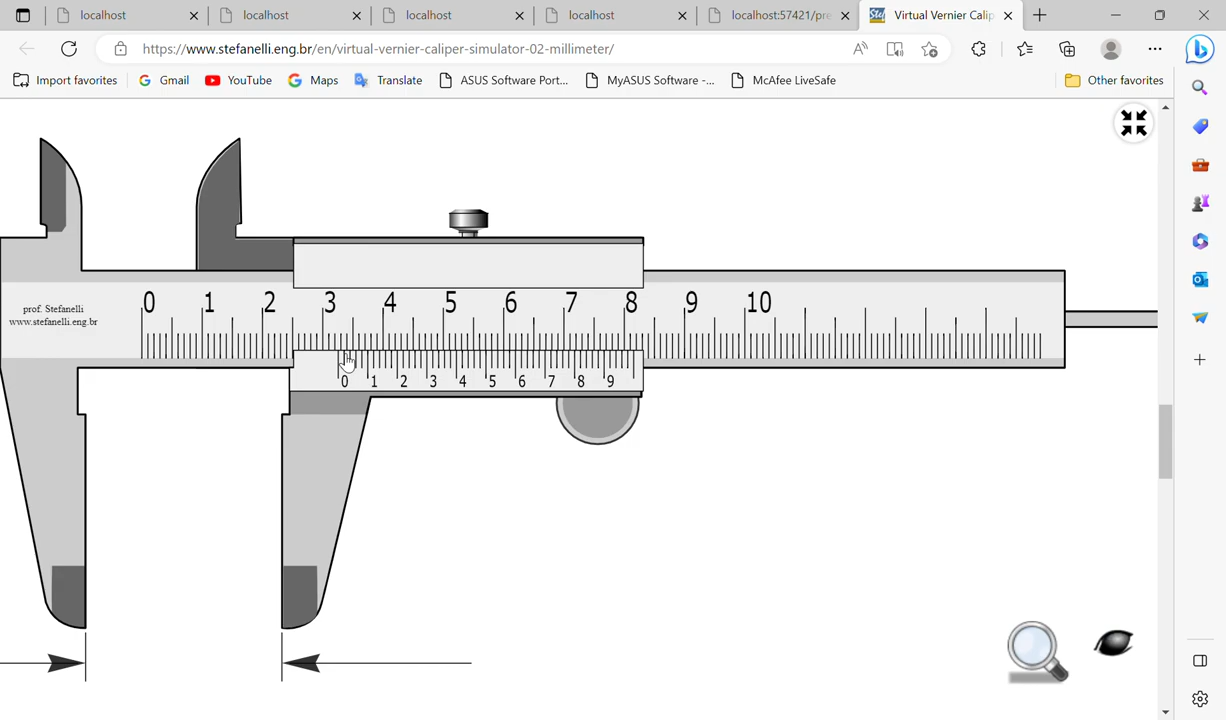 localhost
localhost
localhost
localhost
localhost:57421/pre
Virtual Vernier Calip
https://www.stefanelli.eng.br/en/virtual-vernier-caliper-simulator-02-millimeter/
Import favorites
Gmail
YouTube
Maps
Translate
ASUS Software Port...
MyASUS Software -...
McAfee LiveSafe
Other favorites
0 1 2 3 4 5 6 7 8 9 10
prof. Stefanelli
www.stefanelli.eng.br
0 1 2 3 4 5 6 7 8 9